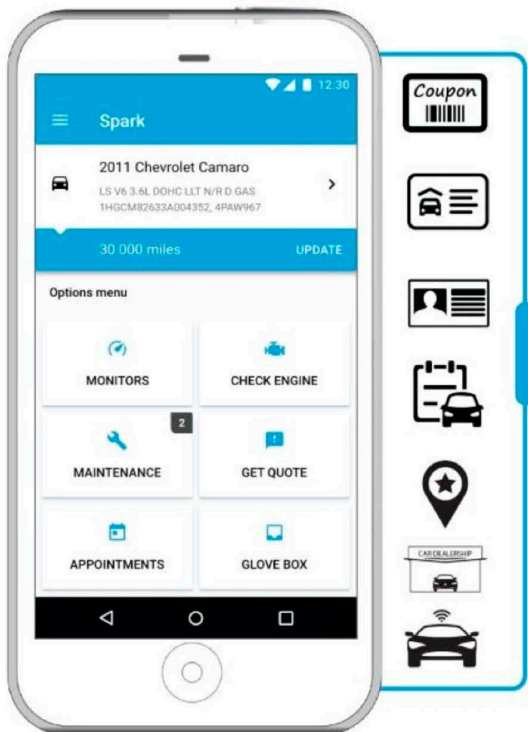 12:30
Spark
2011 Chevrolet Camaro
LS V6 3.6L DOHC LLT N/R D GAS
1HGCM82633A004352, 4PAW967
30 000 miles
UPDATE
Options menu
MONITORS
CHECK ENGINE
2
MAINTENANCE
GET QUOTE
APPOINTMENTS
GLOVE BOX
Coupon
CAR DEALERSHIP